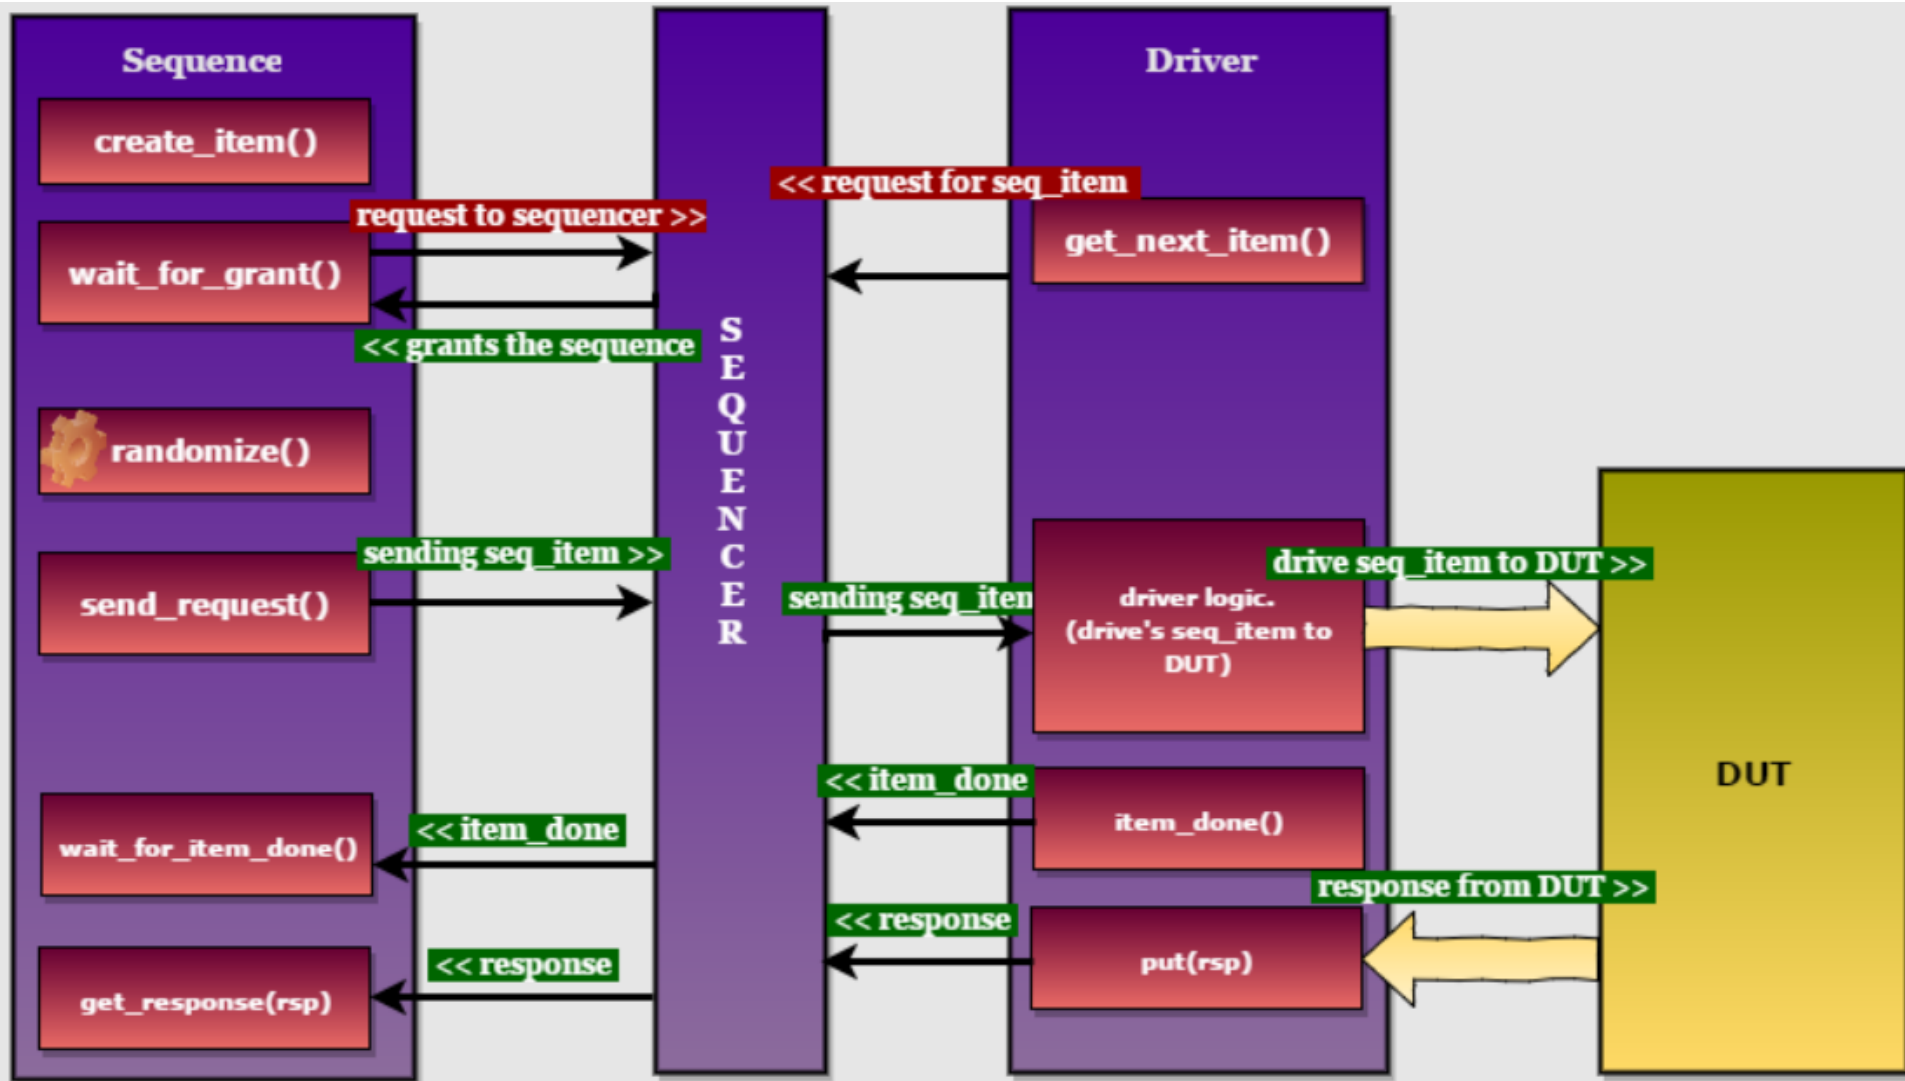 Sequence
create_item()
request to sequencer >>
wait_for_grant()
<< grants the sequence
randomize()
sending seq_item >>
send_request()
<< item_done
wait_for_item_done()
<< response
get_response(rsp)
S
E
Q
U
E
N
C
E
R
Driver
<< request for seq_item
get_next_item()
sending seq_iten
driver logic.
(drive's seq_item to
DUT)
drive seq_item to DUT >>
<< item_done
item_done()
response from DUT >>
<< response
put(rsp)
DUT